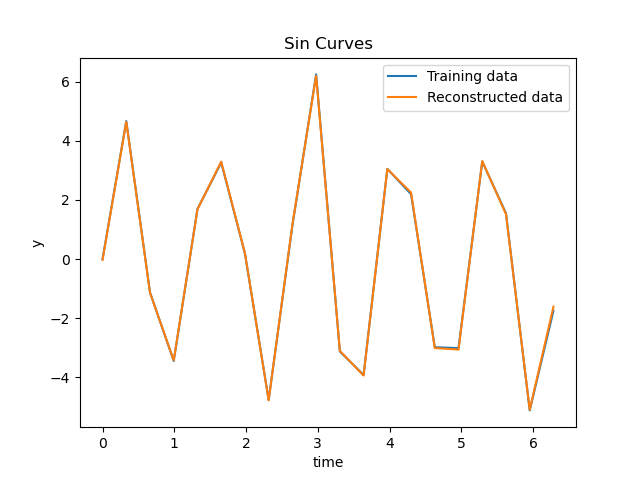 Sin Curves
Training data
Reconstructed data
6
4
2
0
−2
−4
y
0 1 2 3 4 5 6
time